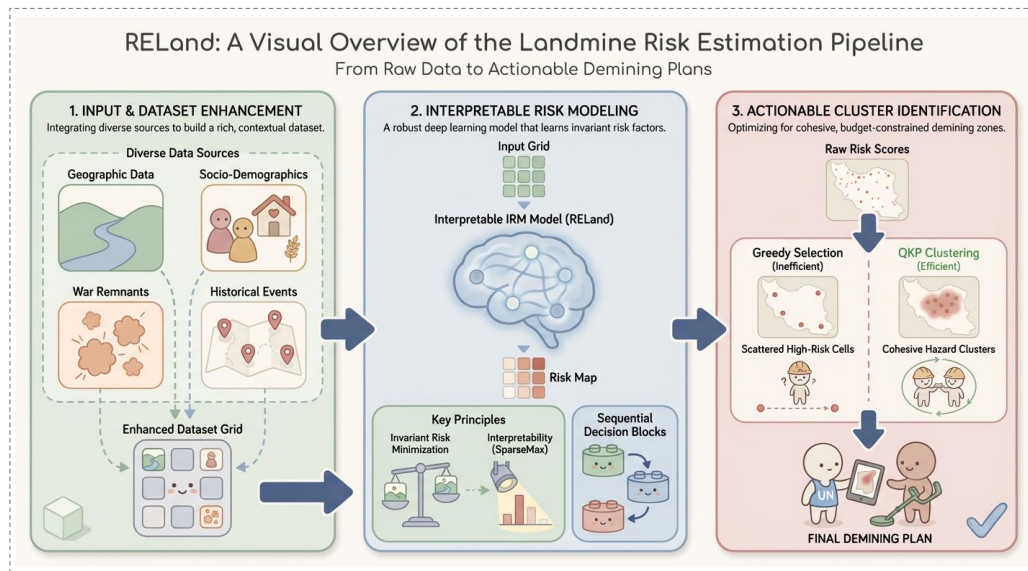 RELand: A Visual Overview of the Landmine Risk Estimation Pipeline
From Raw Data to Actionable Demining Plans
1. INPUT & DATASET ENHANCEMENT
Integrating diverse sources to build a rich, contextual dataset.
Diverse Data Sources
Geographic Data
Socio-Demographics
War Remnants
Historical Events
Enhanced Dataset Grid
2. INTERPRETABLE RISK MODELING
A robust deep learning model that learns invariant risk factors.
Input Grid
Interpretable IRM Model (RELand)
Risk Map
Key Principles
Invariant Risk
Minimization
Interpretability
(SparseMax)
Sequential
Decision Blocks
3. ACTIONABLE CLUSTER IDENTIFICATION
Optimizing for cohesive, budget-constrained demining zones.
Raw Risk Scores
Greedy Selection
(Inefficient)
QKP Clustering
(Efficient)
Scattered High-Risk Cells
Cohesive Hazard Clusters
? ?
UN
FINAL DEMINING PLAN